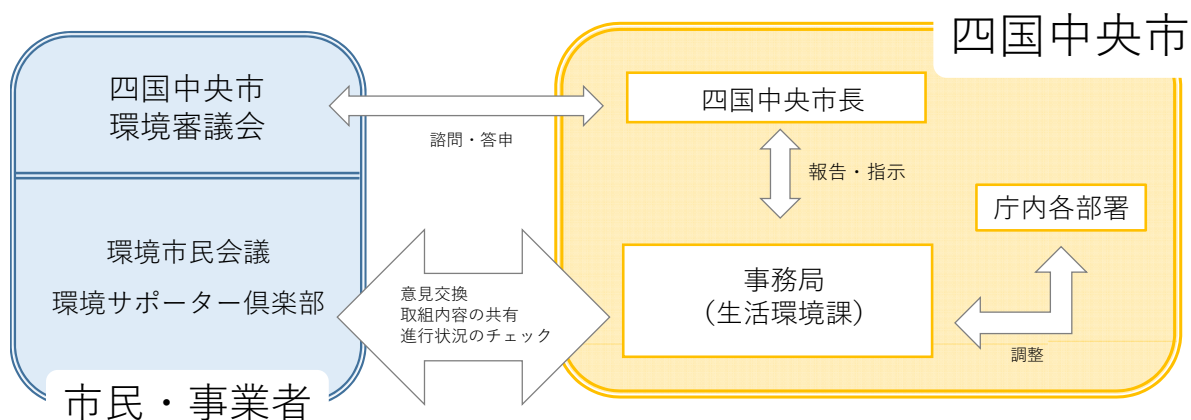 四国中央市
四国中央市
環境審議会
諮問・答申
四国中央市長
報告・指示
庁内各部署
環境市民会議
環境サポーター倶楽部
意見交換
取組内容の共有
進行状況のチェック
事務局
（生活環境課）
調整
市民・事業者